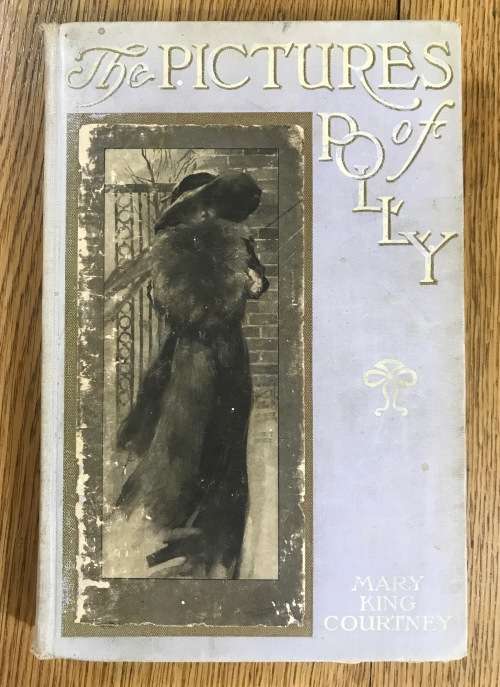 The PICTURES
of
POLLY
MARY
KING
COURTNEY